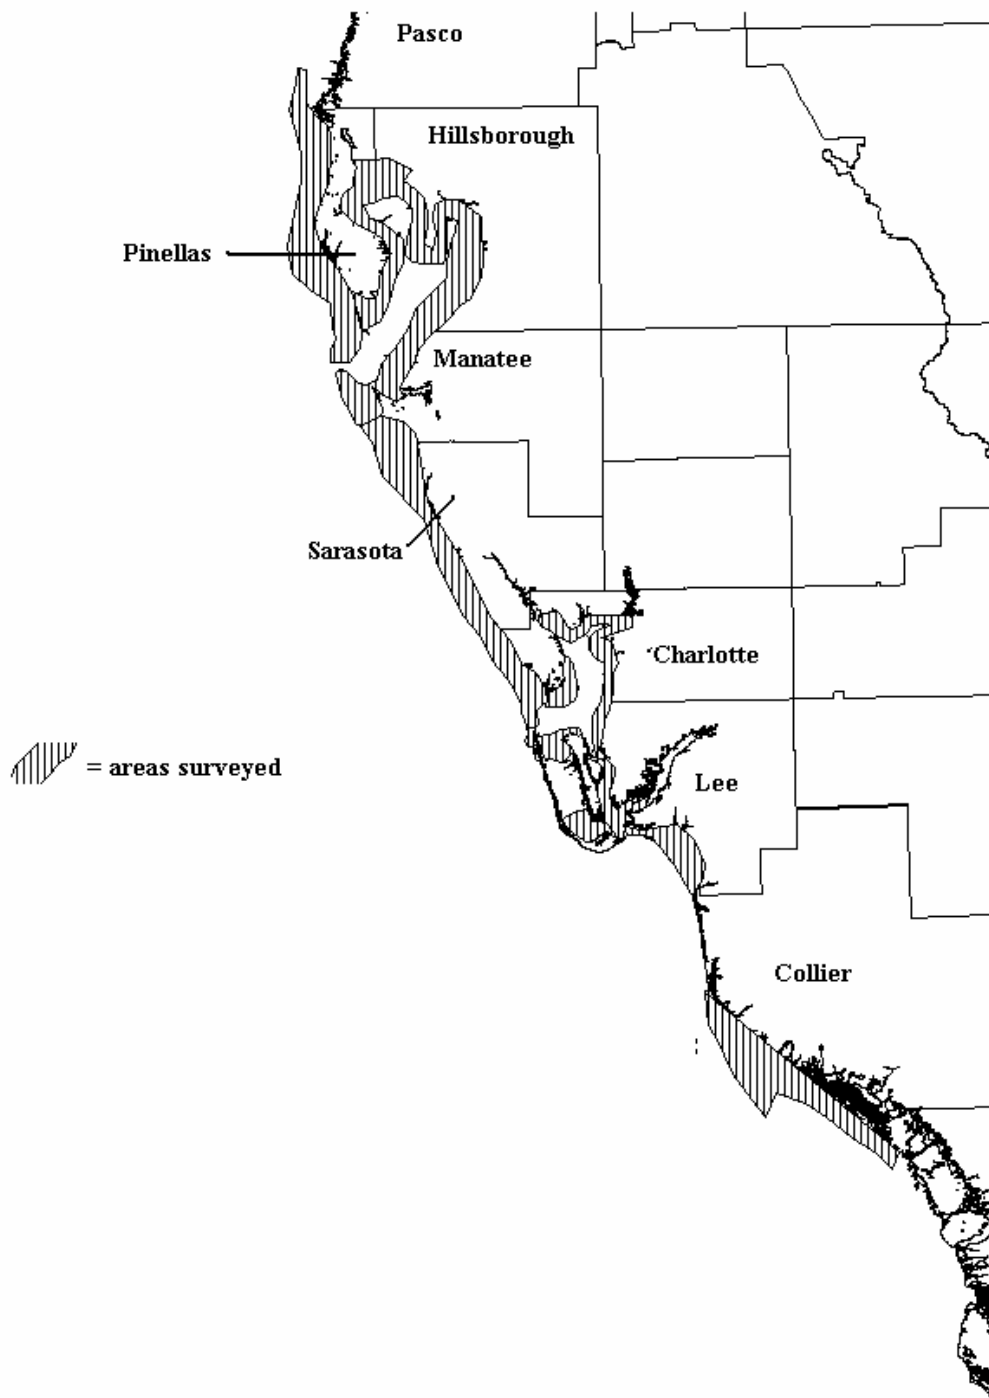 Pasco
Hillsborough
Pinellas
Manatee
Sarasota
Charlotte
= areas surveyed
Lee
Collier